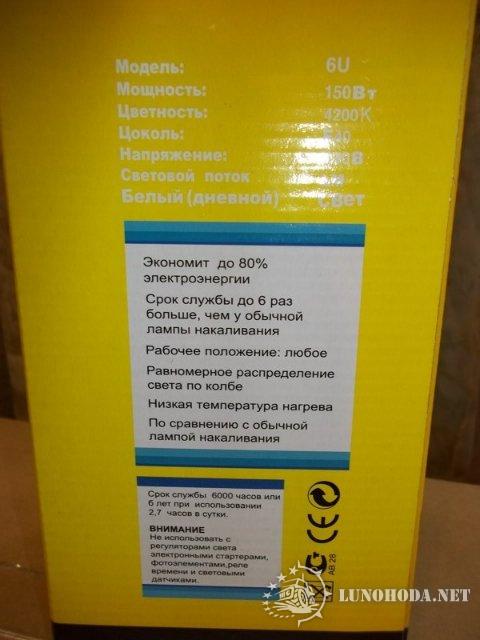 Модель: 6U
Мощность: 150Вт
Цветность: 4200К
Цоколь:
Напряжение:
Световой поток
Белый (дневной) свет
Экономит до 80%
электроэнергии
Срок службы до 6 раз
больше, чем у обычной
лампы накаливания
Рабочее положение: любое
Равномерное распределение
света по колбе
Низкая температура нагрева
По сравнению с обычной
лампой накаливания
Срок службы 6000 часов или
6 лет при использовании
2,7 часов в сутки.
ВНИМАНИЕ
Не использовать с
регуляторами света
электронными стартерами,
фотоэлементами,реле
времени и световыми
датчиками.
CE
АВ 28
LUNOHODA.NET